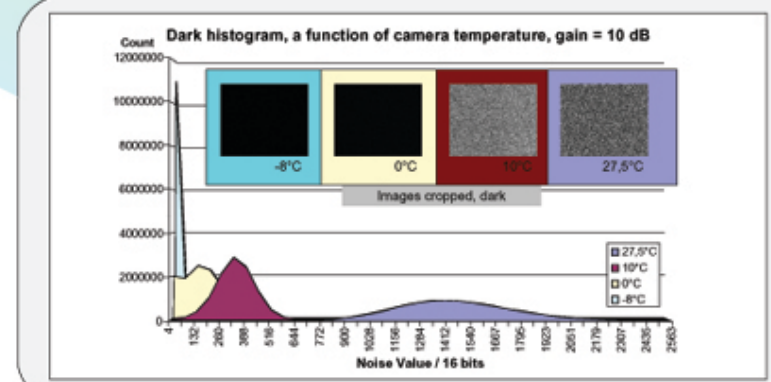 Dark histogram, a function of camera temperature, gain = 10 dB
Count
12000000
10000000
8000000
6000000
4000000
2000000
0
-8°C 0°C 10°C 27,5°C
Images cropped, dark
27,5°C
10°C
0°C
-8°C
4 132 260 388 516 644 772 900 1028 1156 1284 1412 1540 1667 1795 1923 2051 2179 2307 2435 2563
Noise Value / 16 bits